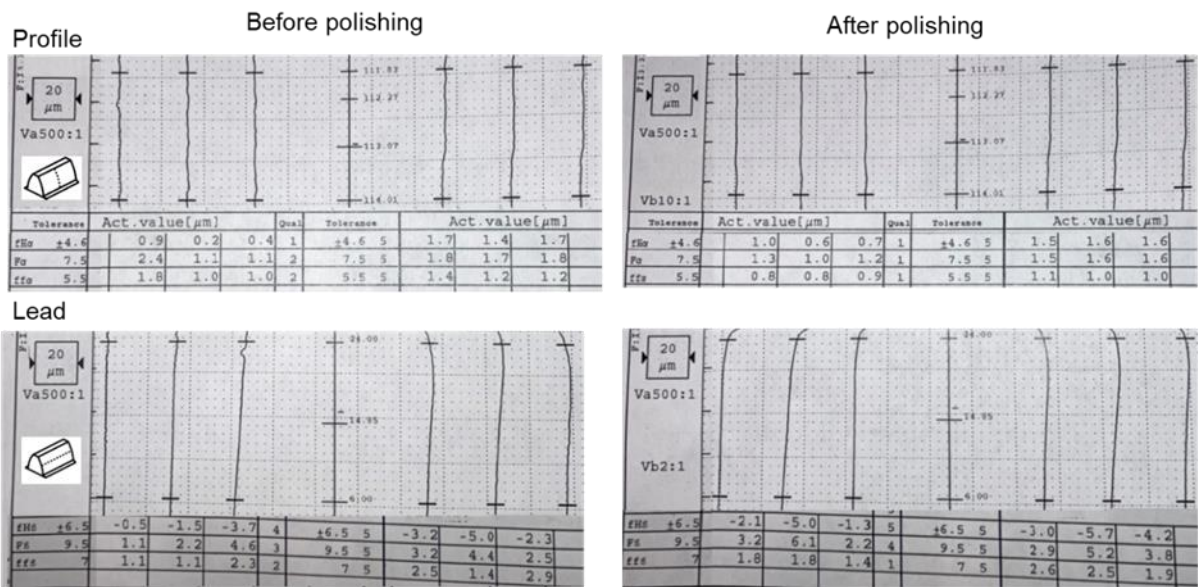 Before polishing
After polishing
Profile
20
µm
Va500:1
111.83
112.27
113.07
114.01
Tolerance Act.value[µm] Qual Tolerance Act.value[µm]
fHα ±4.6 0.9 0.2 0.4 1 ±4.6 5 1.7 1.4 1.7
Fα 7.5 2.4 1.1 1.1 2 7.5 5 1.8 1.7 1.8
ffα 5.5 1.8 1.0 1.0 2 5.5 5 1.4 1.2 1.2
20
µm
Va500:1
Vb10:1
111.83
112.27
113.07
114.01
Tolerance Act.value[µm] Qual Tolerance Act.value[µm]
fHα ±4.6 1.0 0.6 0.7 1 ±4.6 5 1.5 1.6 1.6
Fα 7.5 1.3 1.0 1.2 1 7.5 5 1.5 1.6 1.6
ffα 5.5 0.8 0.8 0.9 1 5.5 5 1.1 1.0 1.0
Lead
20
µm
Va500:1
24.00
14.95
6.00
fHß ±6.5 -0.5 -1.5 -3.7 4 ±6.5 5 -3.2 -5.0 -2.3
Fß 9.5 1.1 2.2 4.6 3 9.5 5 3.2 4.4 2.5
ffß 7 1.1 1.1 2.3 2 7 5 2.5 1.4 2.9
20
µm
Va500:1
Vb2:1
24.00
14.95
6.00
fHß ±6.5 -2.1 -5.0 -1.3 5 ±6.5 5 -3.0 -5.7 -4.2
Fß 9.5 3.2 6.1 2.2 4 9.5 5 2.9 5.2 3.8
ffß 7 1.8 1.8 1.4 1 7 5 2.6 2.5 1.9